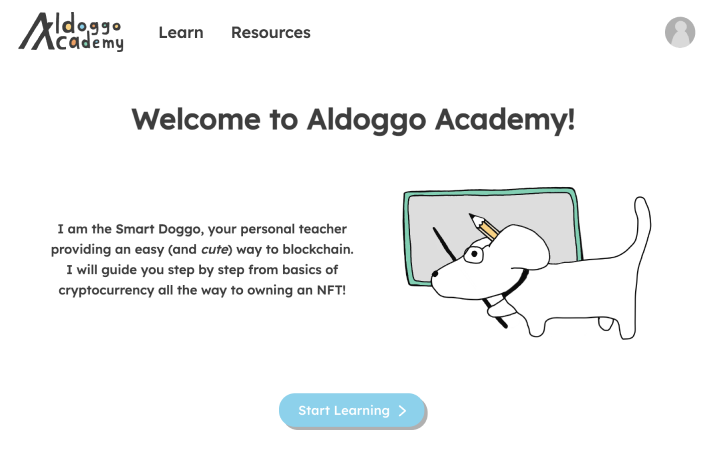 Aldoggo
Academy
Learn
Resources
Welcome to Aldoggo Academy!
I am the Smart Doggo, your personal teacher
providing an easy (and cute) way to blockchain.
I will guide you step by step from basics of
cryptocurrency all the way to owning an NFT!
Start Learning